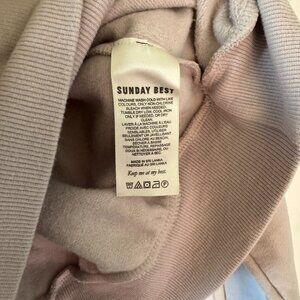 SUNDAY BEST
MACHINE WASH COLD WITH LIKE
COLOURS, ONLY NON-CHLORINE
BLEACH WHEN NEEDED.
TUMBLE DRY LOW, COOL IRON
ONLY IF NEEDED, OR DRY
CLEAN.
LAVER À LA MACHINE À L'EAU
FROIDE AVEC COULEURS
SEMBLABLES. UTILISER
SEULEMENT UN JAVELLISANT
SANS CHLORE AU BESOIN.
SÉCHER À BASSE
TEMPÉRATURE. REPASSAGE
DOUX SI NÉCESSAIRE, OU
NETTOYER À SEC.
MADE IN SRI LANKA
FABRIQUÉ AU SRI LANKA
Keep me at my best.